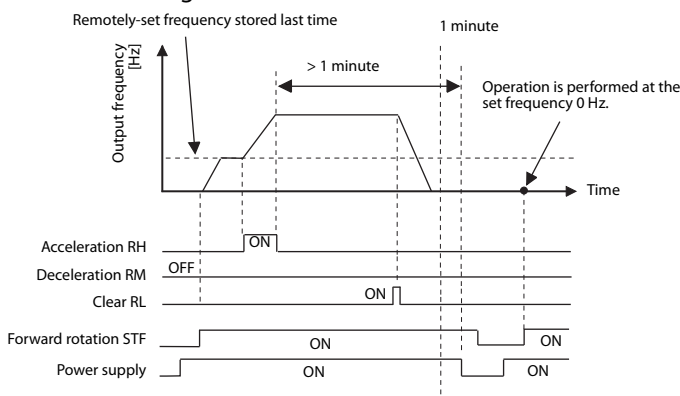 Remotely-set frequency stored last time
1 minute
> 1 minute
Output frequency
[Hz]
Operation is performed at the
set frequency 0 Hz.
Time
Acceleration RH
ON
Deceleration RM
OFF
Clear RL
ON
Forward rotation STF
ON
ON
Power supply
ON
ON